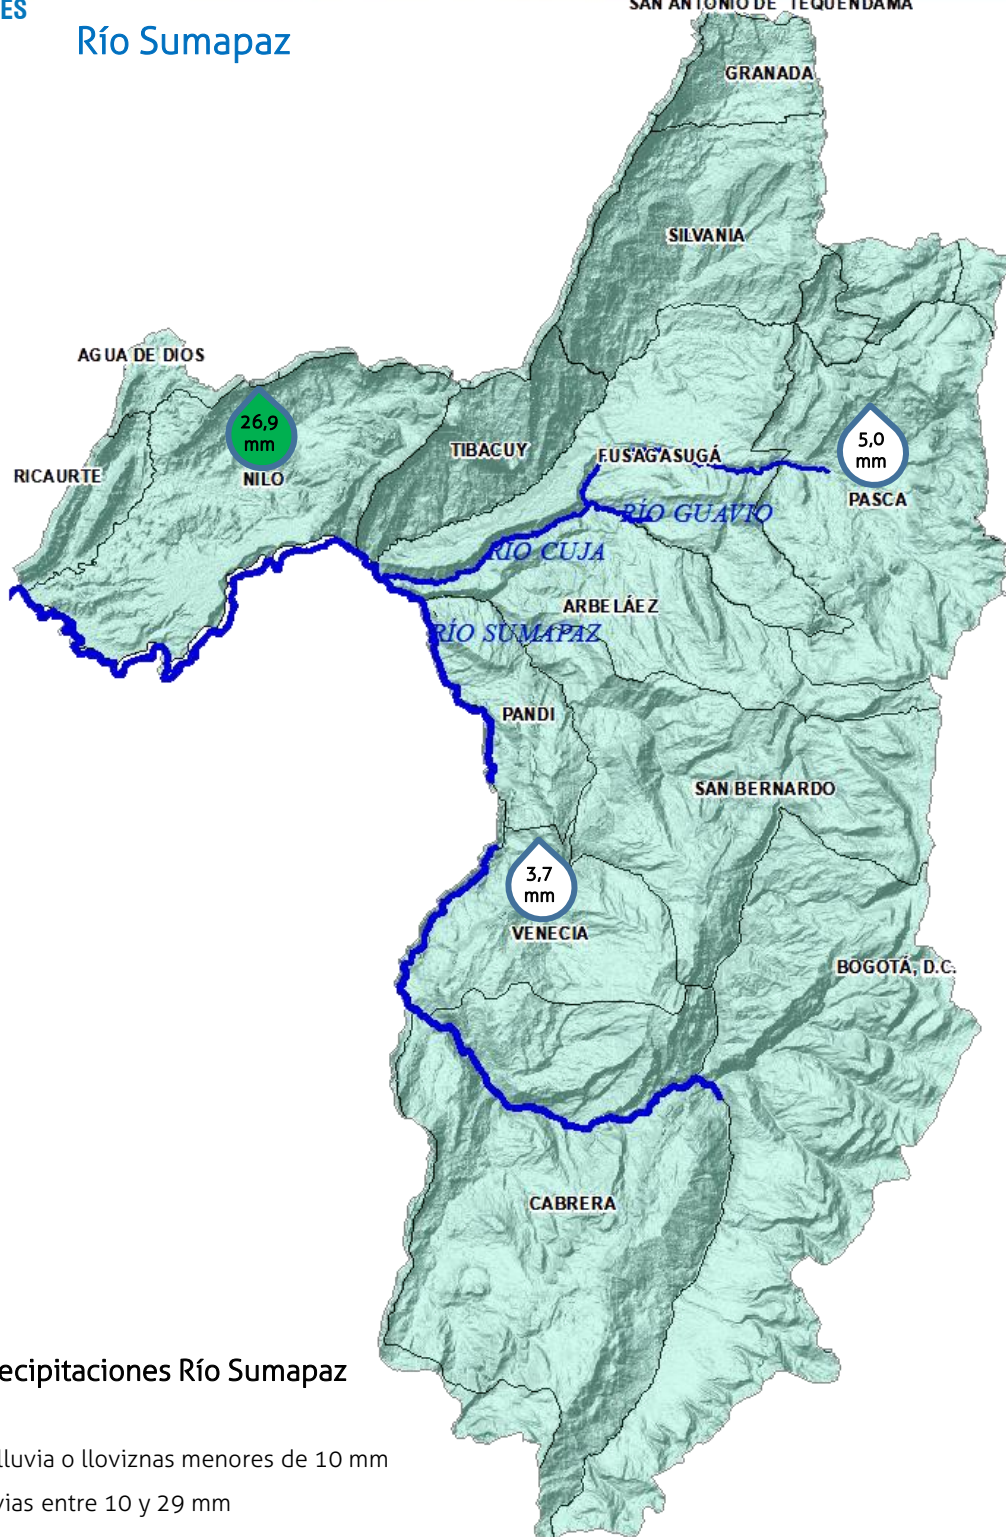 ES
Río Sumapaz
SAN ANTONIO DE TEQUENDAMA
GRANADA
SILVANIA
AGUA DE DIOS
26,9
mm
5,0
mm
TIBACUY
FUSAGASUGÁ
RICAURTE
NILO
PASCA
RÍO GUAVIO
RÍO CUJA
ARBELÁEZ
RÍO SUMAPAZ
PANDI
SAN BERNARDO
3,7
mm
VENECIA
BOGOTÁ, D.C.
CABRERA
ecipitaciones Río Sumapaz
lluvia o lloviznas menores de 10 mm
vias entre 10 y 29 mm